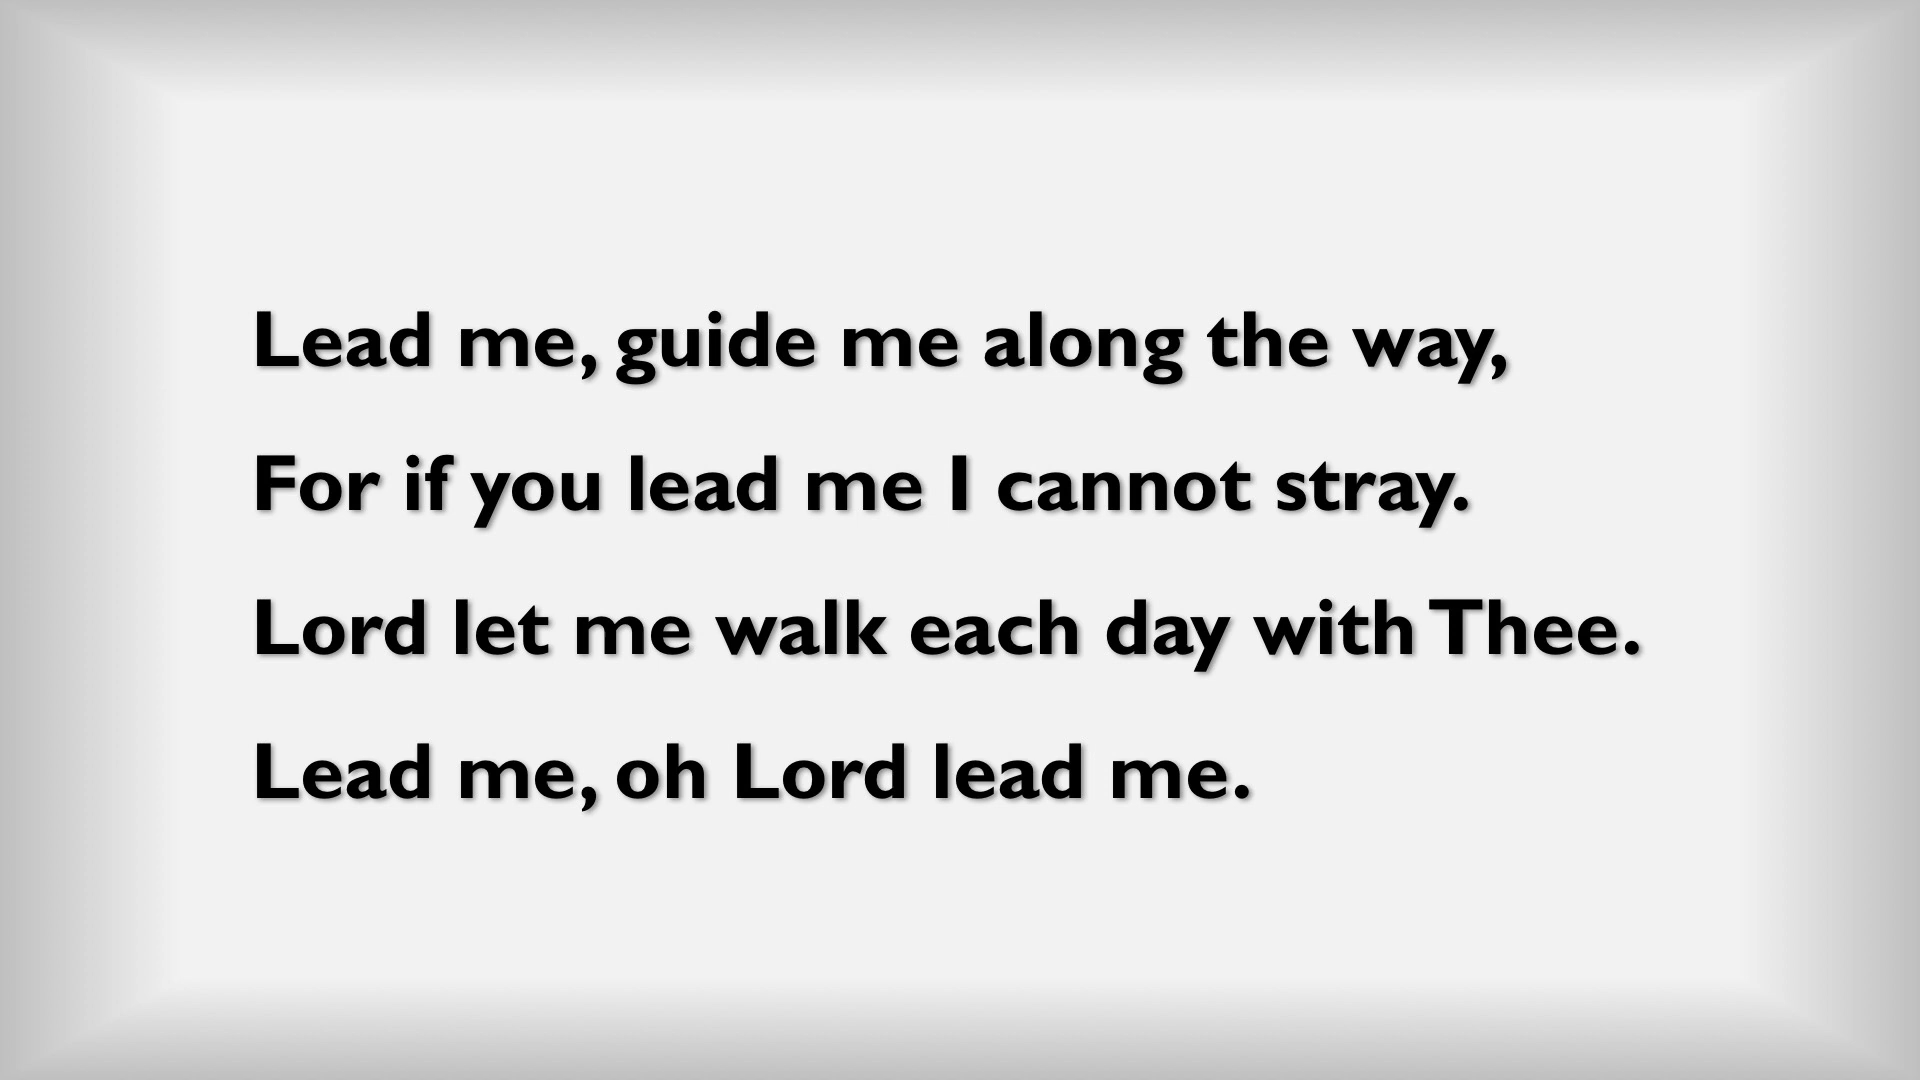 Lead me, guide me along the way,
For if you lead me I cannot stray.
Lord let me walk each day with Thee.
Lead me, oh Lord lead me.